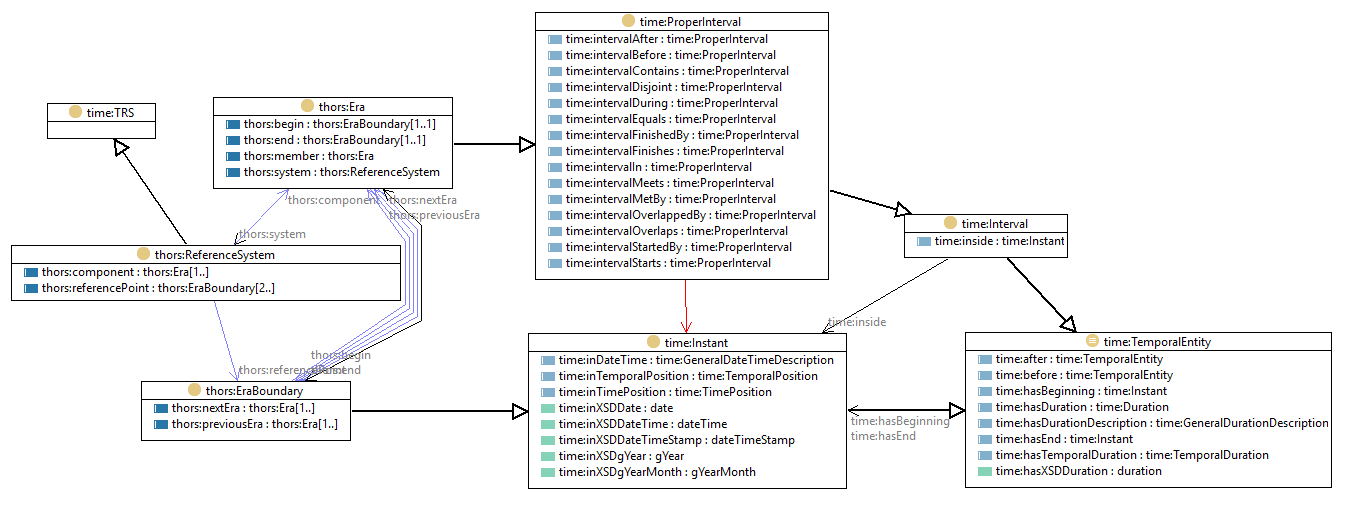 time:ProperInterval
time:intervalAfter : time:ProperInterval
time:intervalBefore : time:ProperInterval
time:intervalContains : time:ProperInterval
time:intervalDisjoint : time:ProperInterval
time:intervalDuring : time:ProperInterval
time:intervalEquals : time:ProperInterval
time:intervalFinishedBy : time:ProperInterval
time:intervalFinishes : time:ProperInterval
time:intervalIn : time:ProperInterval
time:intervalMeets : time:ProperInterval
time:intervalMetBy : time:ProperInterval
time:intervalOverlappedBy : time:ProperInterval
time:intervalOverlaps : time:ProperInterval
time:intervalStartedBy : time:ProperInterval
time:intervalStarts : time:ProperInterval
time:TRS
thors:Era
thors:begin : thors:EraBoundary[1..1]
thors:end : thors:EraBoundary[1..1]
thors:member : thors:Era
thors:system : thors:ReferenceSystem
thors:component
thors:nextEra
thors:previousEra
thors:system
thors:ReferenceSystem
thors:component : thors:Era[1..]
thors:referencePoint : thors:EraBoundary[2..]
time:Interval
time:inside : time:Instant
time:inside
thors:begin
thors:end
thors:EraBoundary
thors:nextEra : thors:Era[1..]
thors:previousEra : thors:Era[1..]
time:Instant
time:inDateTime : time:GeneralDateTimeDescription
time:inTemporalPosition : time:TemporalPosition
time:inTimePosition : time:TimePosition
time:inXSDDate : date
time:inXSDDateTime : dateTime
time:inXSDDateTimeStamp : dateTimeStamp
time:inXSDgYear : gYear
time:inXSDgYearMonth : gYearMonth
time:hasBeginning
time:hasEnd
time:TemporalEntity
time:after : time:TemporalEntity
time:before : time:TemporalEntity
time:hasBeginning : time:Instant
time:hasDuration : time:Duration
time:hasDurationDescription : time:GeneralDurationDescription
time:hasEnd : time:Instant
time:hasTemporalDuration : time:TemporalDuration
time:hasXSDDuration : duration